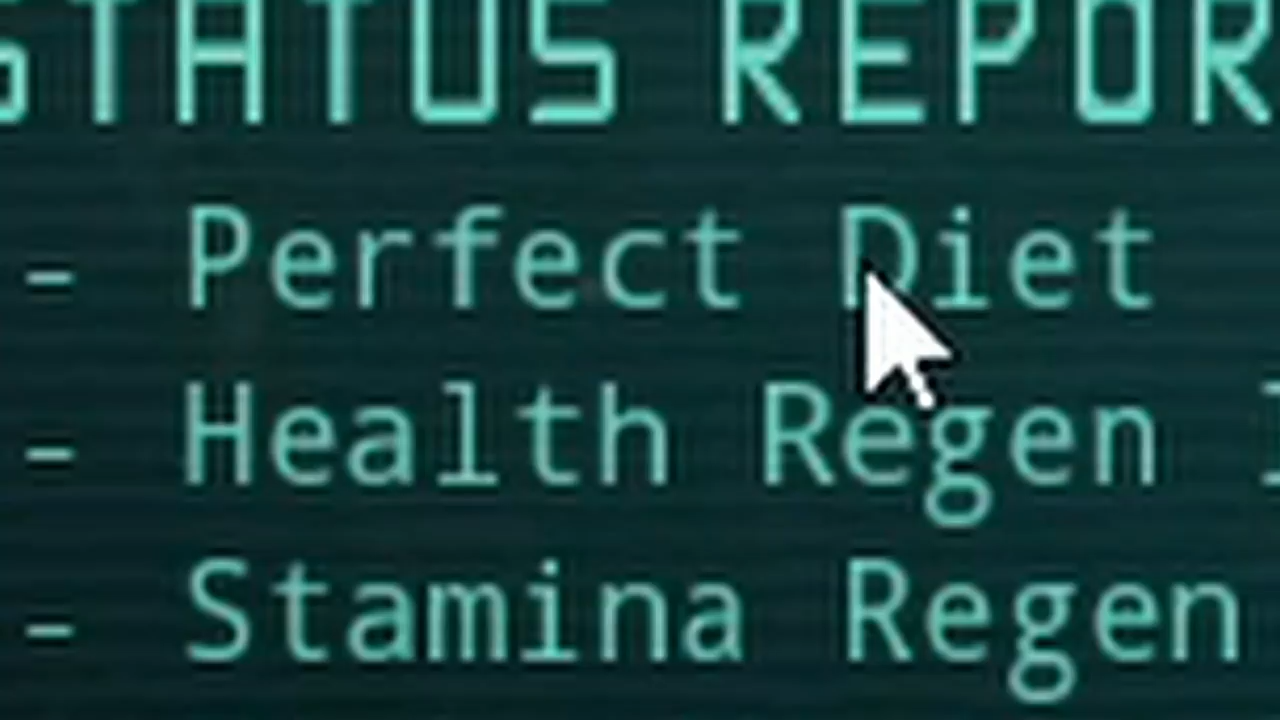 STATUS REPOR
- Perfect Diet
- Health Regen
- Stamina Regen